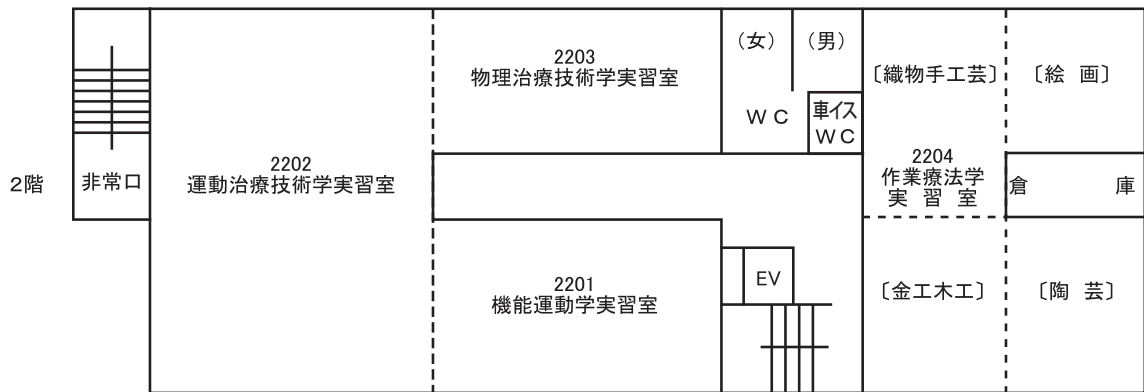 2階
非常口
2202
運動治療技術学実習室
2203
物理治療技術学実習室
2201
機能運動学実習室
（女）
（男）
ＷＣ
車イス
ＷＣ
EV
〔織物手工芸〕
〔絵 画〕
2204
作業療法学
実 習 室
倉 庫
〔金工木工〕
〔陶 芸〕